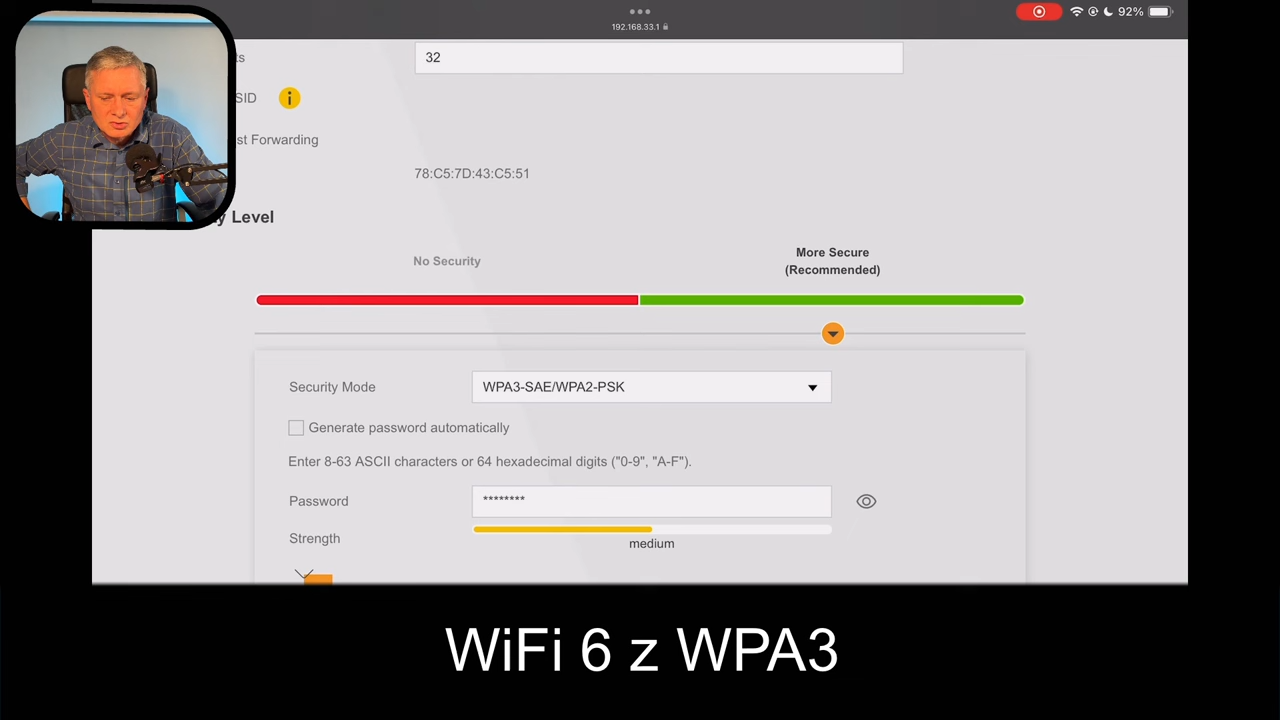 192.168.33.1
92%
ts
32
SID
i
st Forwarding
78:C5:7D:43:C5:51
y Level
No Security
More Secure
(Recommended)
Security Mode
WPA3-SAE/WPA2-PSK
Generate password automatically
Enter 8-63 ASCII characters or 64 hexadecimal digits ("0-9", "A-F").
Password
********
Strength
medium
WiFi 6 z WPA3